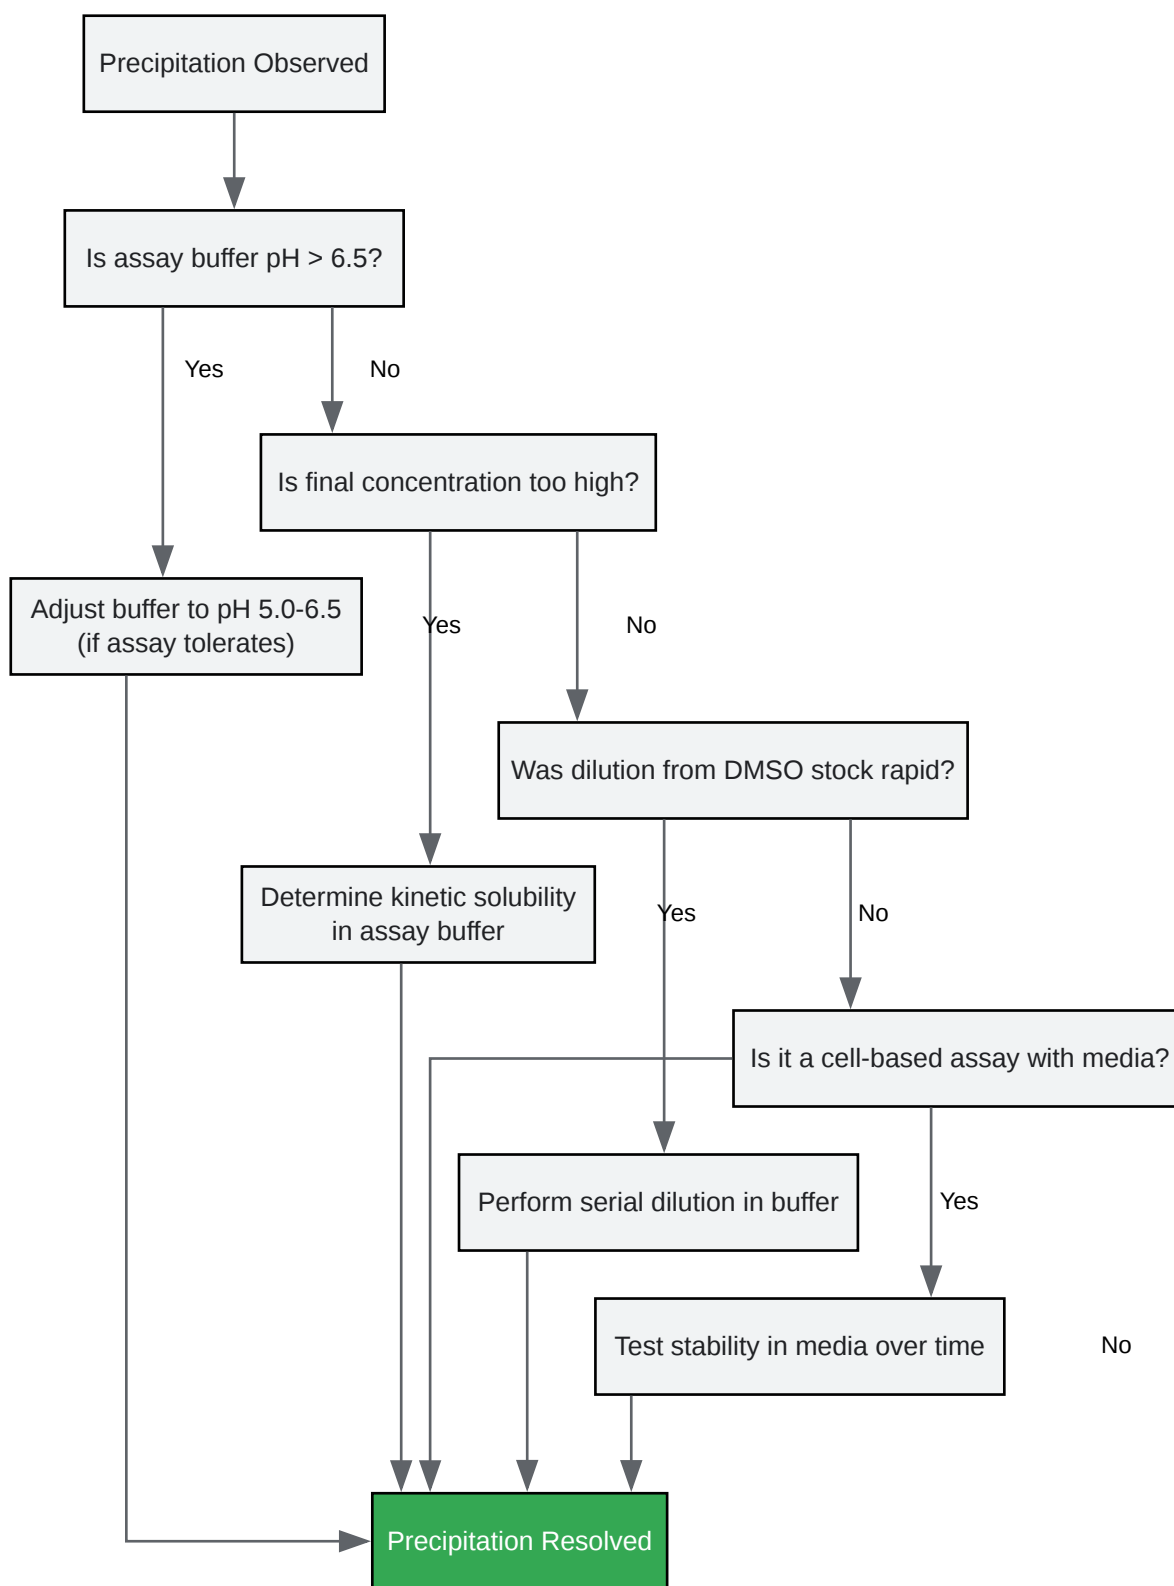 Precipitation Observed
Is assay buffer pH > 6.5?
Yes
No
Is final concentration too high?
Adjust buffer to pH 5.0-6.5
(if assay tolerates)
Yes
No
Was dilution from DMSO stock rapid?
Determine kinetic solubility
in assay buffer
Yes
No
Is it a cell-based assay with media?
Perform serial dilution in buffer
Yes
Test stability in media over time
No
Precipitation Resolved